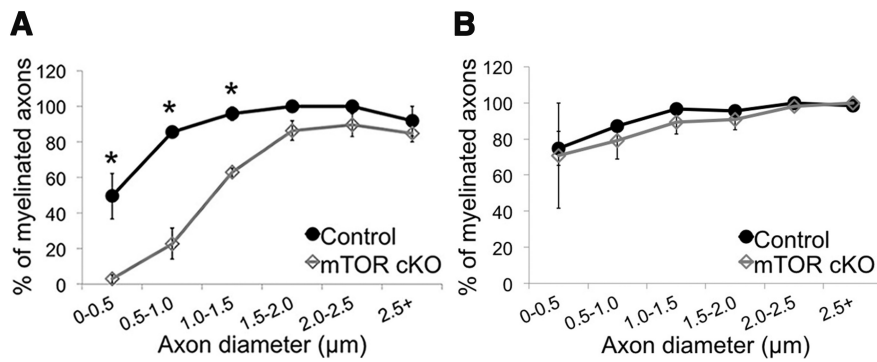 A
% of myelinated axons
120
100
80
60
40
20
0
*
*
*
Control
mTOR cKO
0-0.5
0.5-1.0
1.0-1.5
1.5-2.0
2.0-2.5
2.5+
Axon diameter (µm)
B
% of myelinated axons
120
100
80
60
40
20
0
Control
mTOR cKO
0-0.5
0.5-1.0
1.0-1.5
1.5-2.0
2.0-2.5
2.5+
Axon diameter (µm)